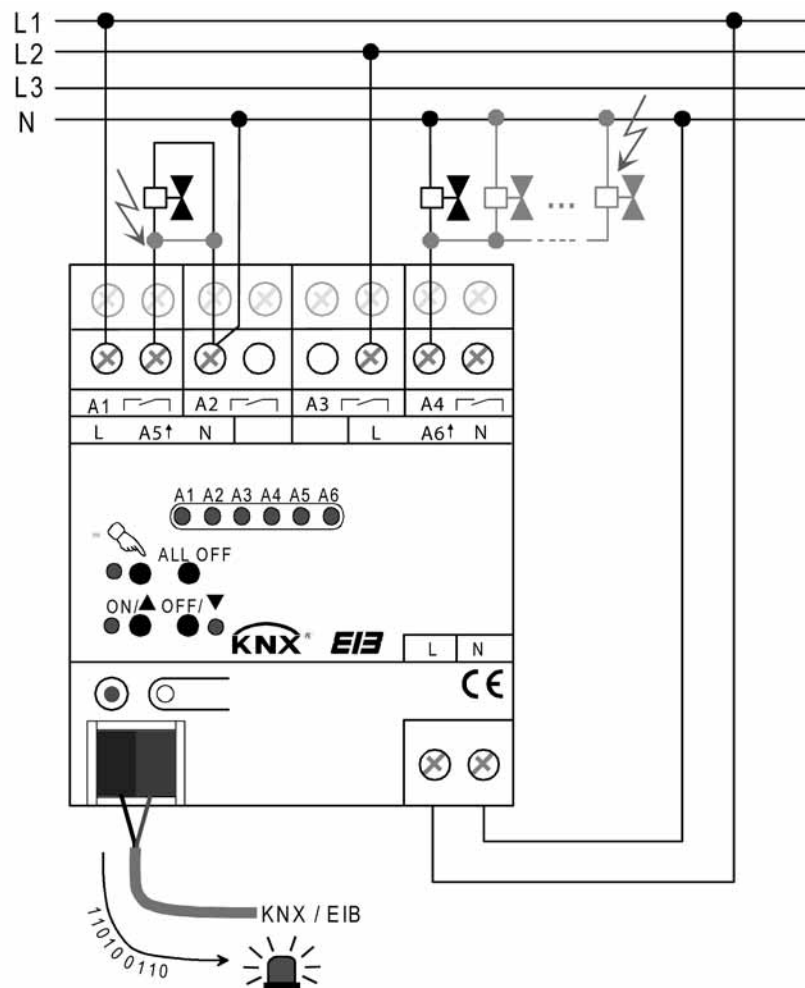 L1
L2
L3
N
...
A1 A2 A3 A4
L A5↑ N L A6↑ N
A1 A2 A3 A4 A5 A6
ALL OFF
ON/▲ OFF/▼
KNX® EIB L N
CE
KNX / EIB
110100110